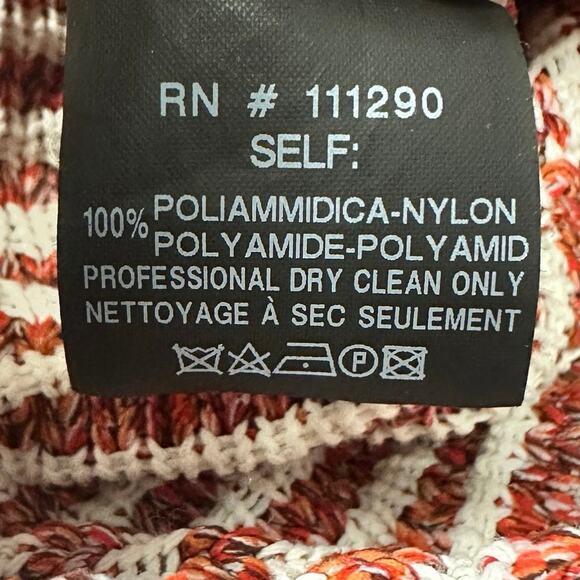 RN # 111290
SELF:
100% POLIAMMIDICA-NYLON
POLYAMIDE-POLYAMID
PROFESSIONAL DRY CLEAN ONLY
NETTOYAGE À SEC SEULEMENT
P